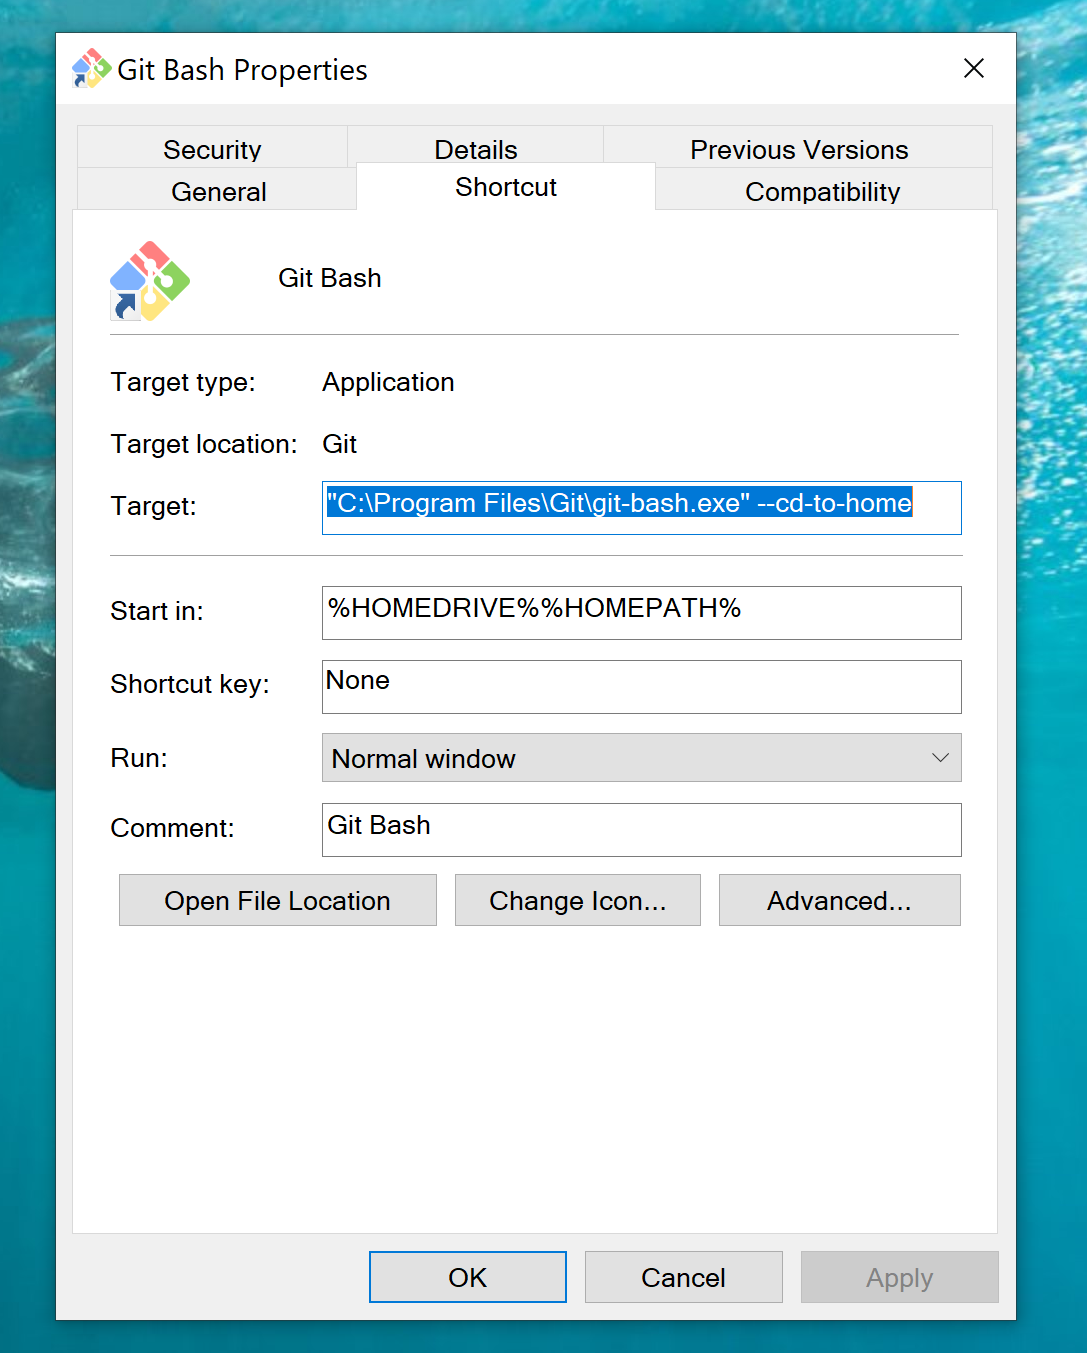 Git Bash Properties
Security Details Previous Versions
General Shortcut Compatibility
Git Bash
Target type: Application
Target location: Git
Target: "C:\Program Files\Git\git-bash.exe" --cd-to-home
Start in: %HOMEDRIVE%%HOMEPATH%
Shortcut key: None
Run: Normal window
Comment: Git Bash
Open File Location Change Icon... Advanced...
OK Cancel Apply